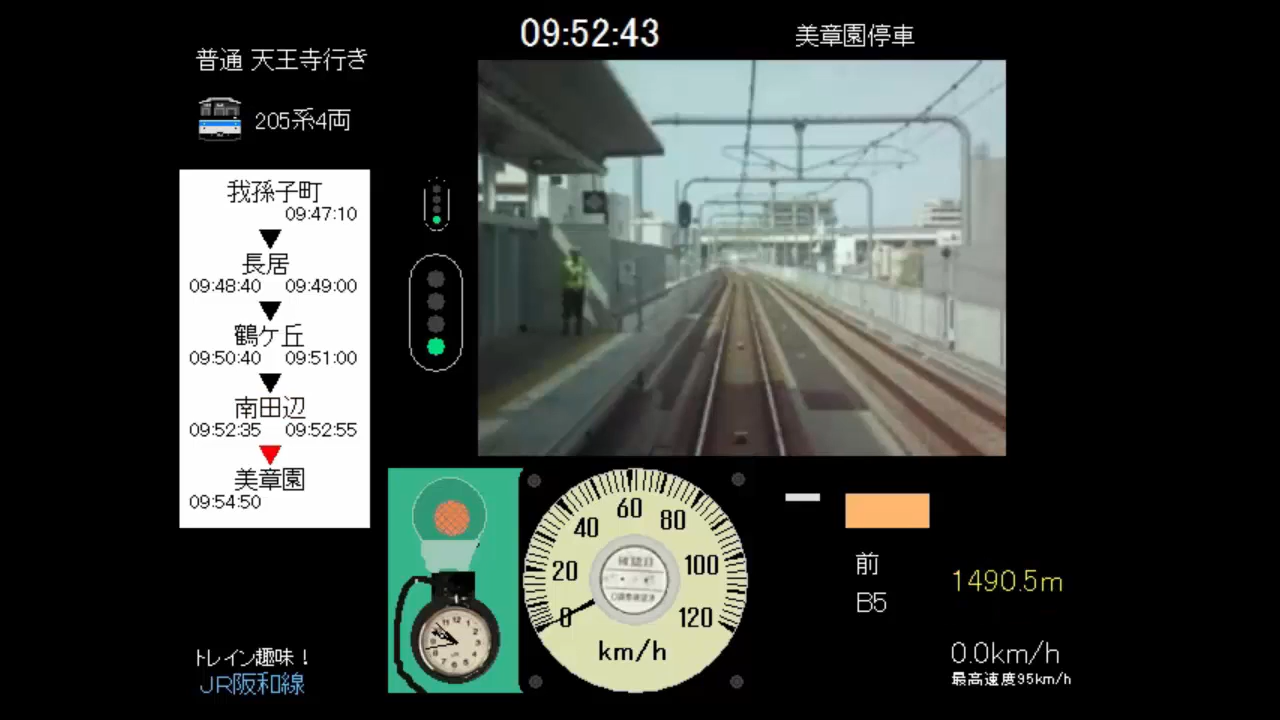 09:52:43
美章園停車
普通 天王寺行き
205系4両
我孫子町
09:47:10
長居
09:48:40 09:49:00
鶴ケ丘
09:50:40 09:51:00
南田辺
09:52:35 09:52:55
美章園
09:54:50
0 20 40 60 80 100 120
km/h
前
B5
1490.5m
0.0km/h
最高速度95km/h
トレイン趣味！
JR阪和線